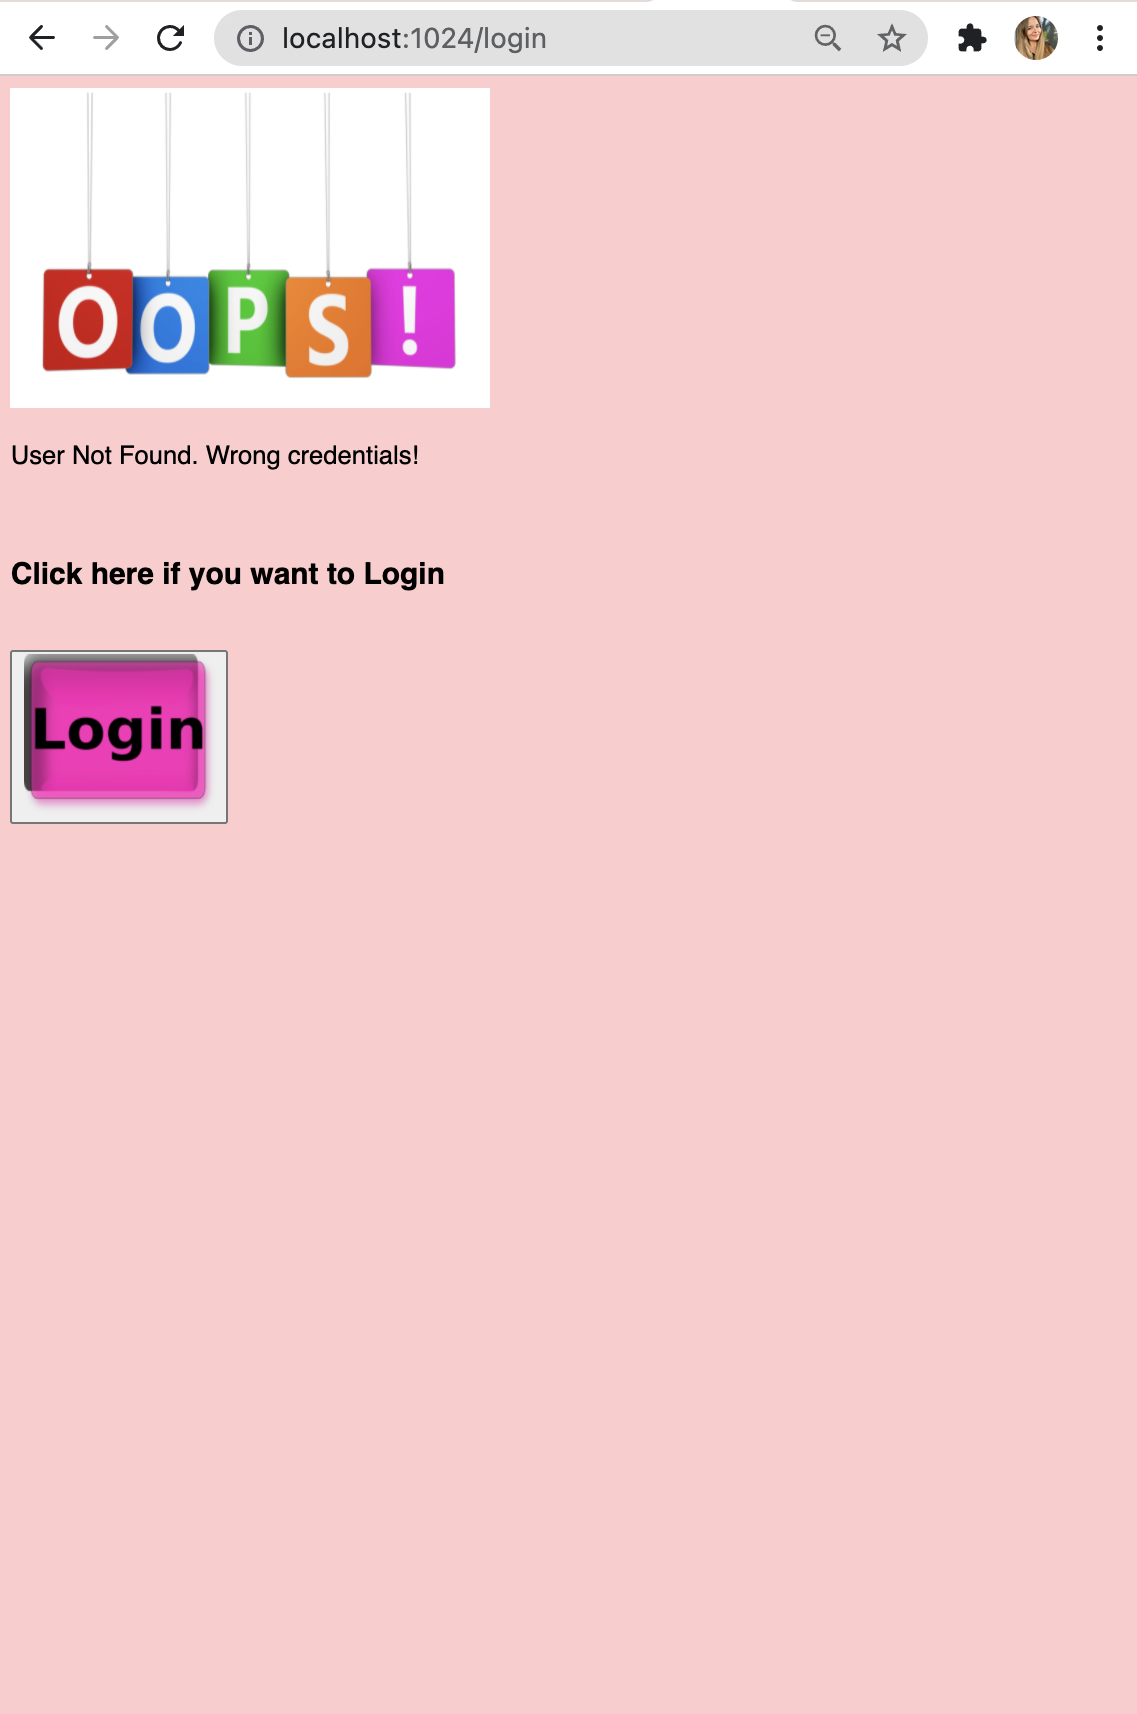 localhost:1024/login
OOPS!
User Not Found. Wrong credentials!
Click here if you want to Login
Login